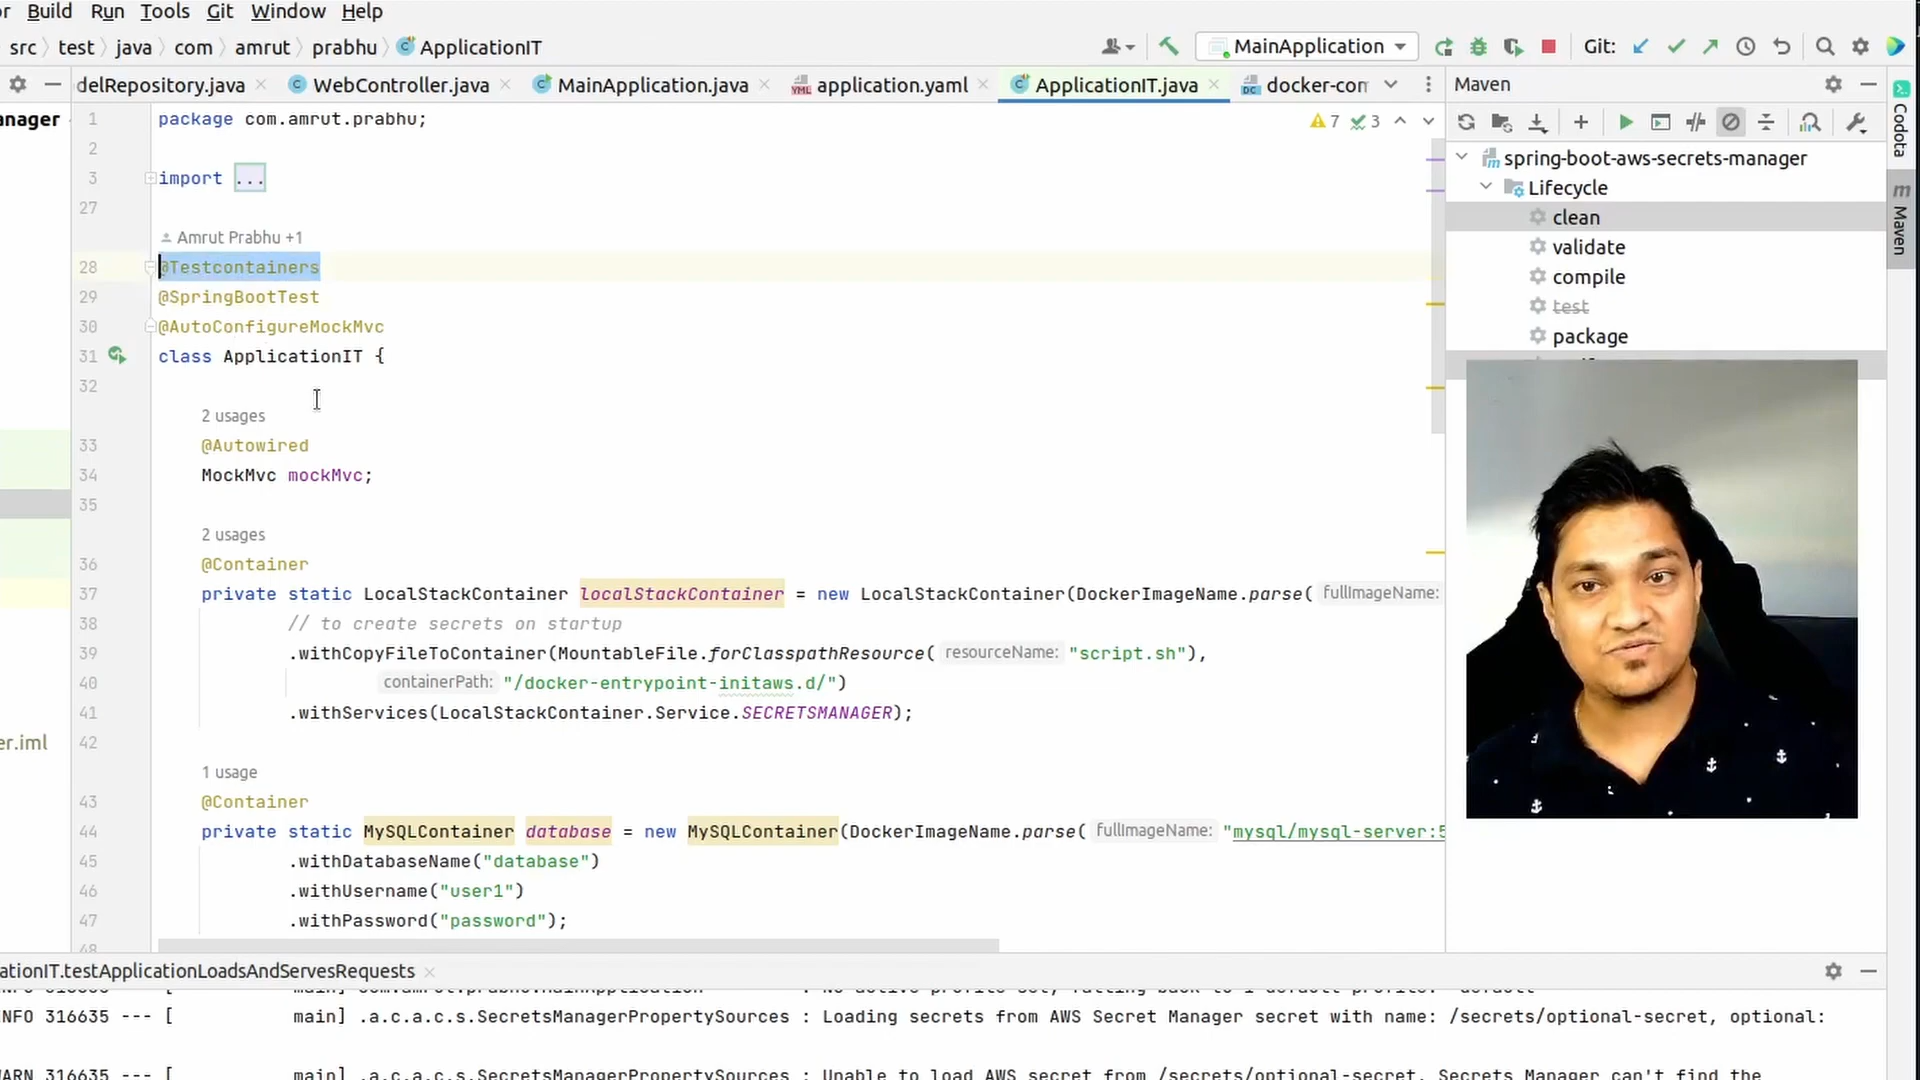 Build Run Tools Git Window Help
src test java com amrut prabhu ApplicationIT
MainApplication
Git:
delRepository.java WebController.java MainApplication.java application.yaml ApplicationIT.java docker-con
Maven
anager
1 package com.amrut.prabhu;
7 3
2
3 import ...
27
Amrut Prabhu +1
28 @Testcontainers
29 @SpringBootTest
30 @AutoConfigureMockMvc
31 class ApplicationIT {
32
2 usages
33 @Autowired
34 MockMvc mockMvc;
35
2 usages
36 @Container
37 private static LocalStackContainer localStackContainer = new LocalStackContainer(DockerImageName.parse( fullImageName:
38 // to create secrets on startup
39 .withCopyFileToContainer(MountableFile.forClasspathResource( resourceName: "script.sh"),
40 containerPath: "/docker-entrypoint-initaws.d/")
41 .withServices(LocalStackContainer.Service.SECRETSMANAGER);
42
1 usage
43 @Container
44 private static MySQLContainer database = new MySQLContainer(DockerImageName.parse( fullImageName: "mysql/mysql-server:5
45 .withDatabaseName("database")
46 .withUsername("user1")
47 .withPassword("password");
48
er.iml
spring-boot-aws-secrets-manager
Lifecycle
clean
validate
compile
test
package
Codota
Maven
ationIT.testApplicationLoadsAndServesRequests
NFO 316635 --- [ main] .a.c.a.c.s.SecretsManagerPropertySources : Loading secrets from AWS Secret Manager secret with name: /secrets/optional-secret, optional:
WARN 316635 --- [ main] .a.c.a.c.s.SecretsManagerPropertySources : Unable to load AWS secret from /secrets/optional-secret. Secrets Manager can't find the